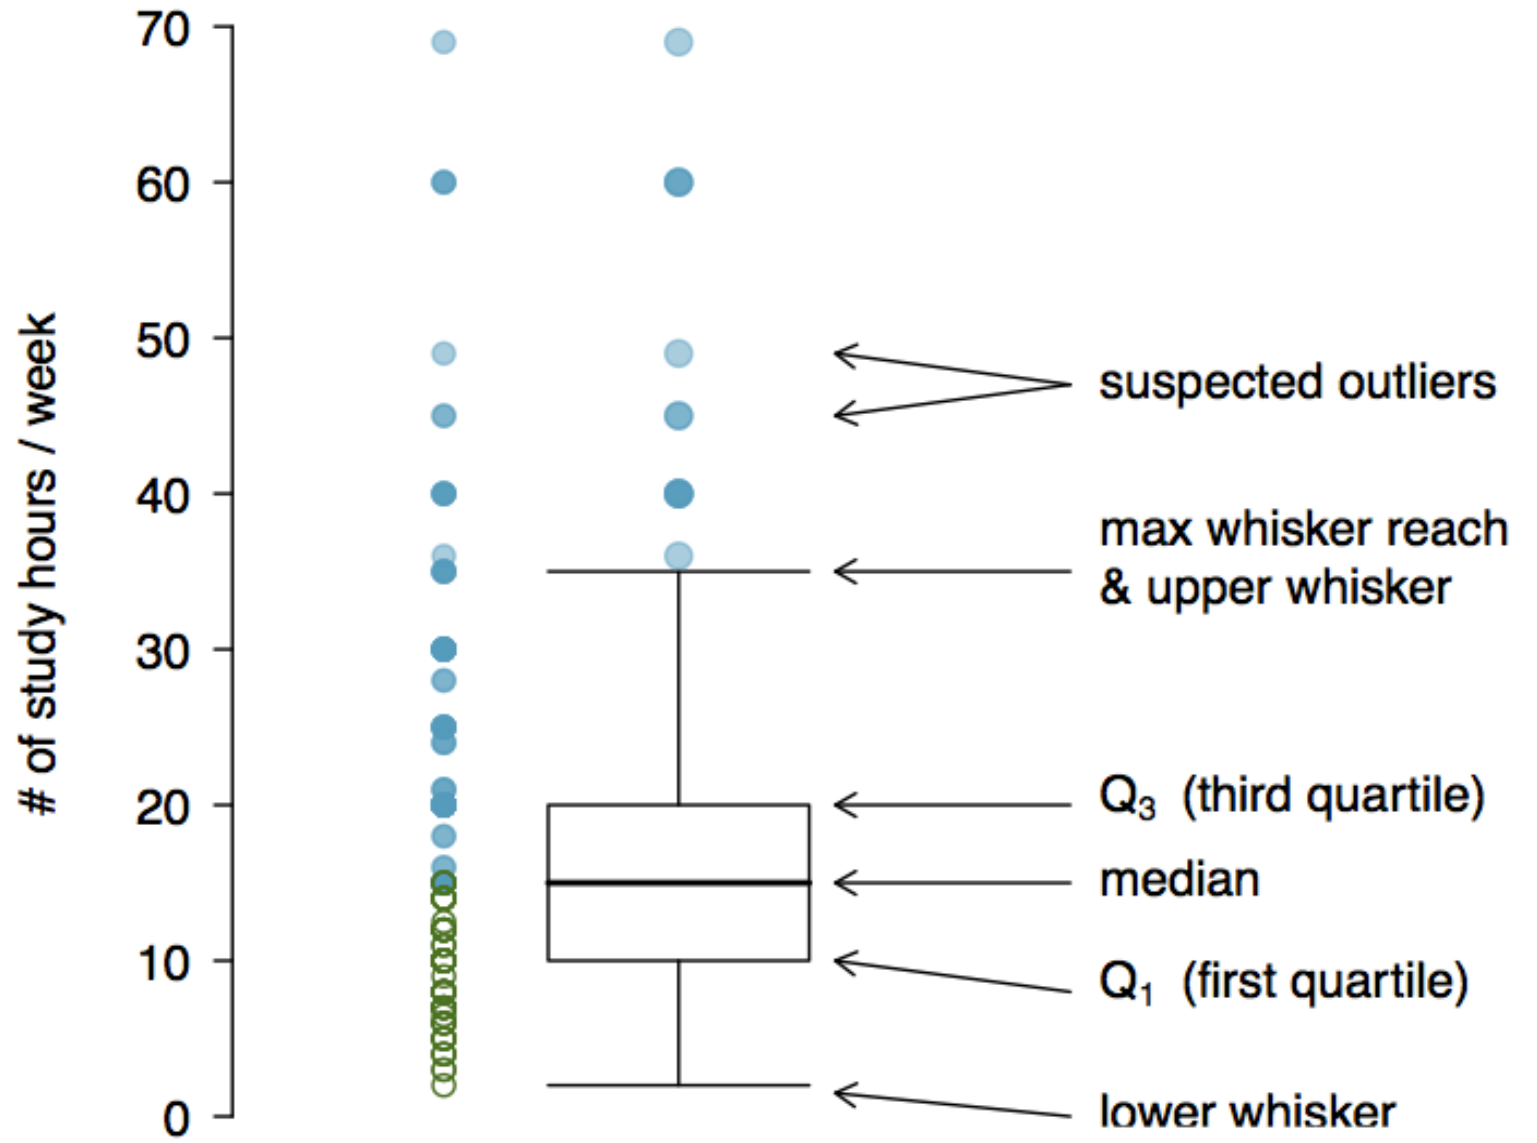 70
60
50
40
30
20
10
0
# of study hours / week
suspected outliers
max whisker reach
& upper whisker
Q₃ (third quartile)
median
Q₁ (first quartile)
lower whisker